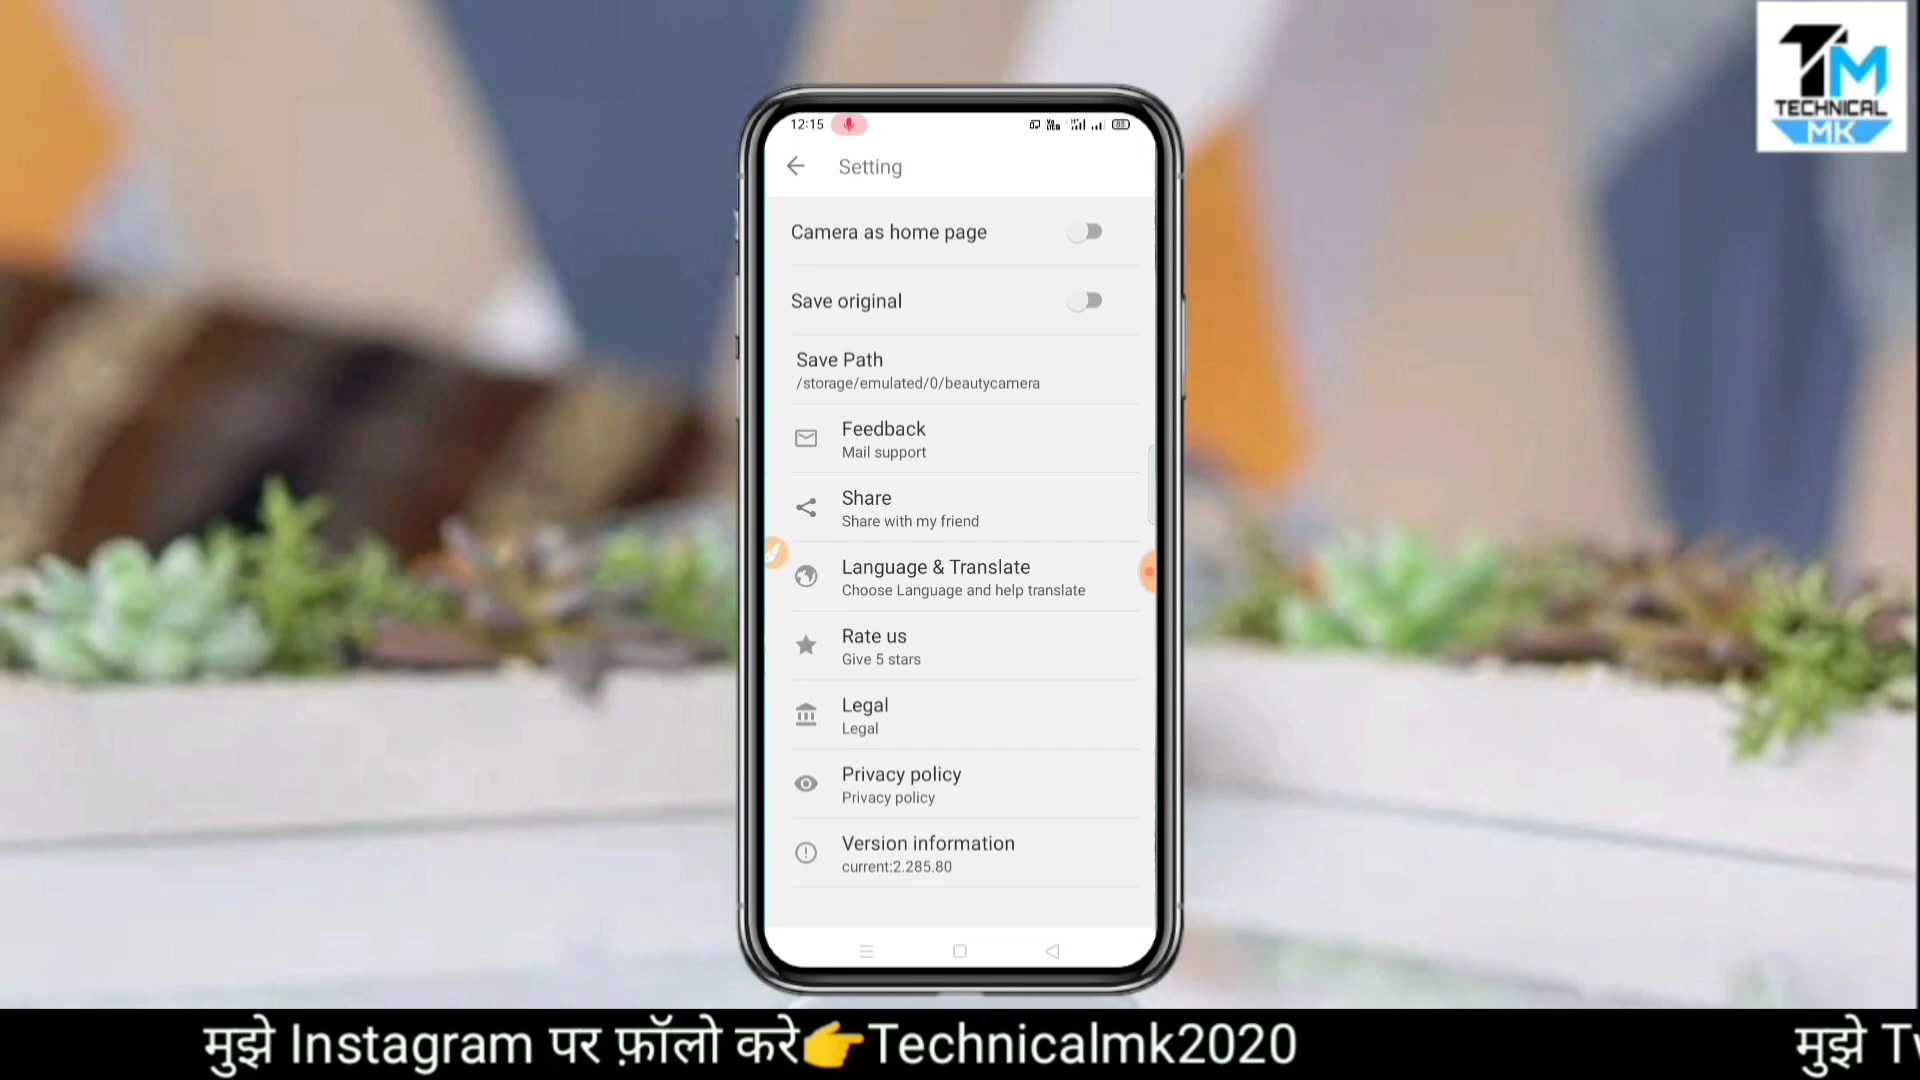 TM
TECHNICAL
MK
12:15
Setting
Camera as home page
Save original
Save Path
/storage/emulated/0/beautycamera
Feedback
Mail support
Share
Share with my friend
Language & Translate
Choose Language and help translate
Rate us
Give 5 stars
Legal
Legal
Privacy policy
Privacy policy
Version information
current:2.285.80
मुझे Instagram पर फ़ॉलो करे👉Technicalmk2020
मुझे